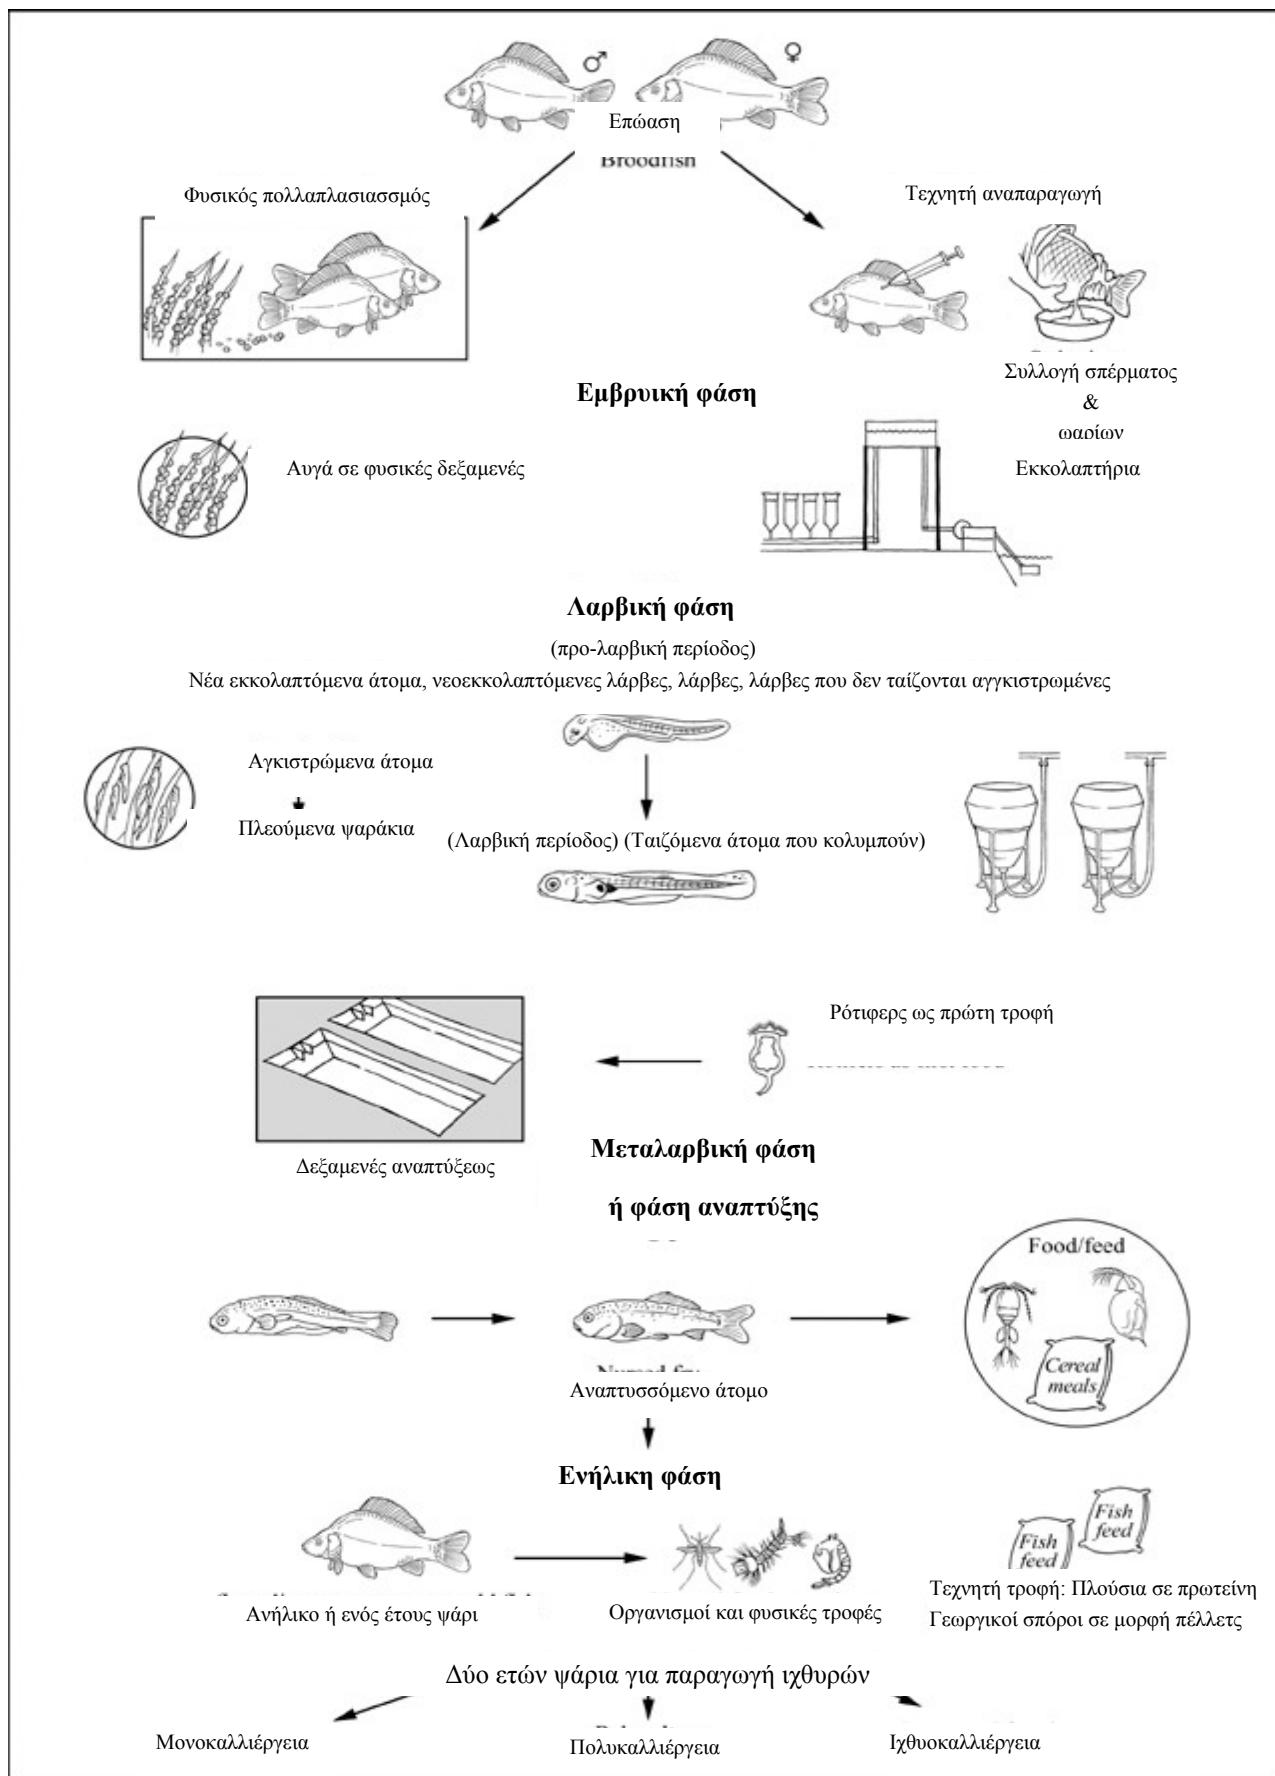 ♂ ♀
Επώαση
Broodfish
Φυσικός πολλαπλασιασσμός
Τεχνητή αναπαραγωγή
Συλλογή σπέρματος
&
ωαρίων
Εμβρυική φάση
Αυγά σε φυσικές δεξαμενές
Εκκολαπτήρια
Λαρβική φάση
(προ-λαρβική περίοδος)
Νέα εκκολαπτόμενα άτομα, νεοεκκολαπτόμενες λάρβες, λάρβες, λάρβες που δεν ταίζονται αγγκιστρωμένες
Αγκιστρώμενα άτομα
Πλεούμενα ψαράκια
(Λαρβική περίοδος) (Ταιζόμενα άτομα που κολυμπούν)
Ρότιφερς ως πρώτη τροφή
Δεξαμενές αναπτύξεως
Μεταλαρβική φάση
ή φάση αναπτύξης
Food/feed
Cereal
meals
Αναπτυσσόμενο άτομο
Ενήλικη φάση
Fish
feed
Fish
feed
Ανήλικο ή ενός έτους ψάρι
Οργανισμοί και φυσικές τροφές
Τεχνητή τροφή: Πλούσια σε πρωτείνη
Γεωργικοί σπόροι σε μορφή πέλλετς
Δύο ετών ψάρια για παραγωγή ιχθυρών
Μονοκαλλιέργεια
Πολυκαλλιέργεια
Ιχθυοκαλλιέργεια